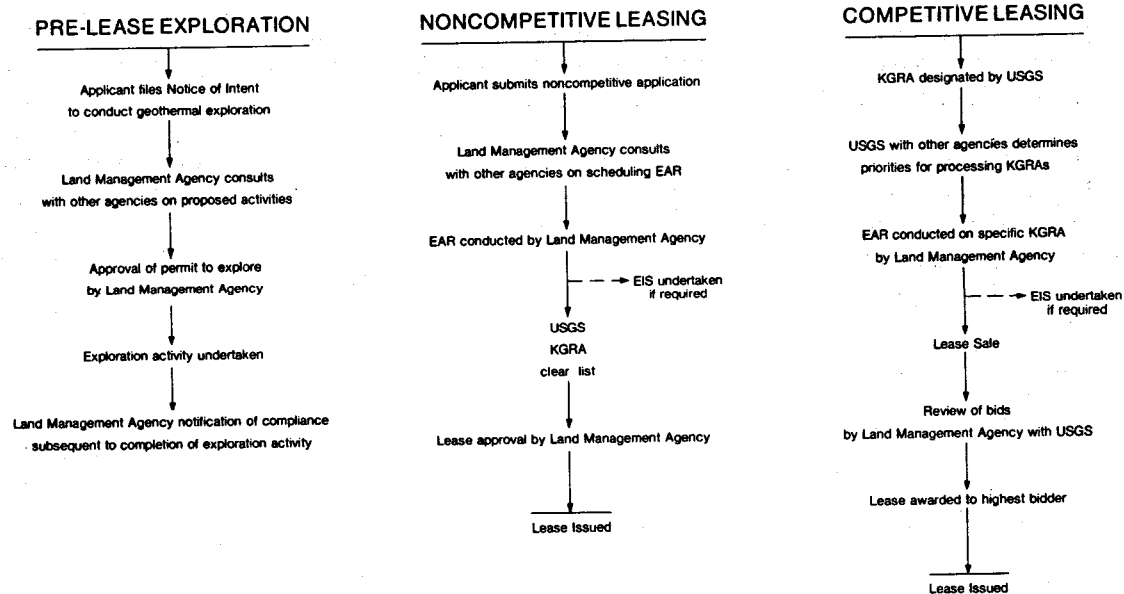 PRE-LEASE EXPLORATION
Applicant files Notice of Intent
to conduct geothermal exploration
Land Management Agency consults
with other agencies on proposed activities
Approval of permit to explore
by Land Management Agency
Exploration activity undertaken
Land Management Agency notification of compliance
subsequent to completion of exploration activity
NONCOMPETITIVE LEASING
Applicant submits noncompetitive application
Land Management Agency consults
with other agencies on scheduling EAR
EAR conducted by Land Management Agency
EIS undertaken
if required
USGS
KGRA
clear list
Lease approval by Land Management Agency
Lease Issued
COMPETITIVE LEASING
KGRA designated by USGS
USGS with other agencies determines
priorities for processing KGRAs
EAR conducted on specific KGRA
by Land Management Agency
EIS undertaken
if required
Lease Sale
Review of bids
by Land Management Agency with USGS
Lease awarded to highest bidder
Lease Issued